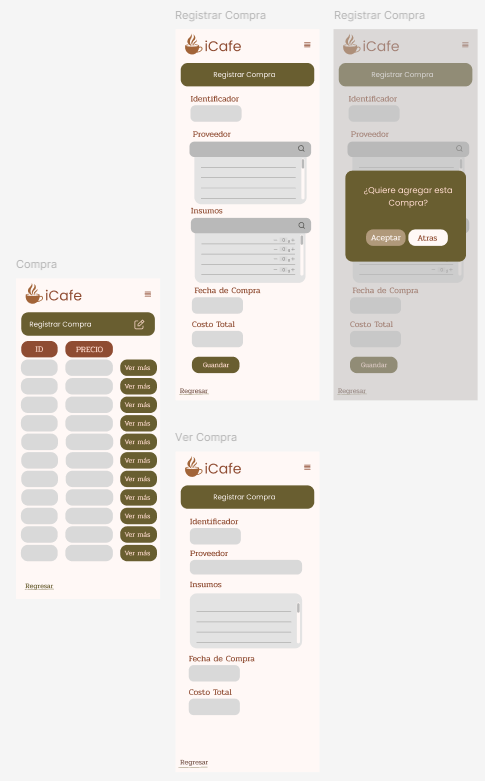 Registrar Compra
iCafe
Registrar Compra
Identificador
Proveedor
Insumos
Fecha de Compra
Costo Total
Guandar
Regresar
Registrar Compra
iCafe
Registrar Compra
Identificador
Proveedor
¿Quiere agregar esta
Compra?
Aceptar
Atras
Fecha de Compra
Costo Total
Guandar
Regresar
Compra
iCafe
Registrar Compra
ID
PRECIO
Ver más
Ver más
Ver más
Ver más
Ver más
Ver más
Ver más
Ver más
Ver más
Ver más
Ver más
Regresar
Ver Compra
iCafe
Registrar Compra
Identificador
Proveedor
Insumos
Fecha de Compra
Costo Total
Regresar